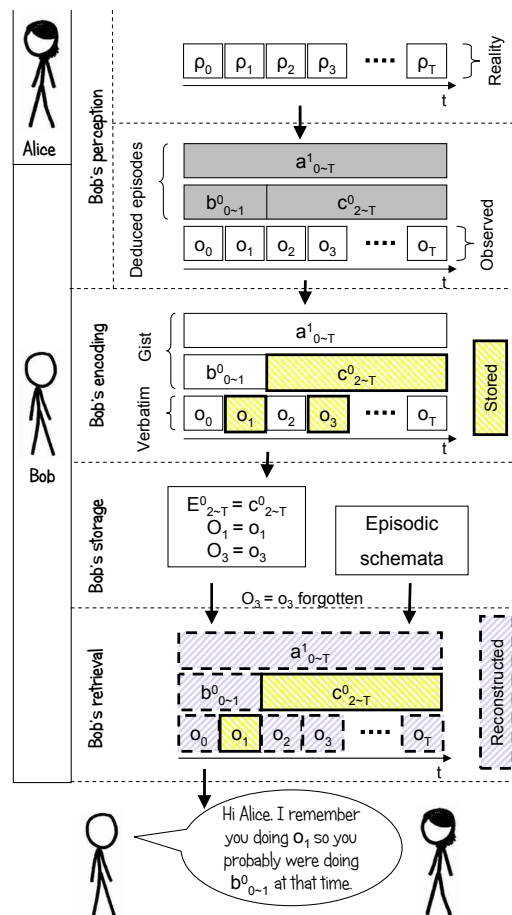 Alice
Bob
Bob's perception
ρ0 ρ1 ρ2 ρ3 .... ρT
Reality
t
Deduced episodes
a¹0~T
b⁰0~1 c⁰2~T
o0 o1 o2 o3 .... oT
Observed
t
Bob's encoding
Gist
a¹0~T
b⁰0~1 c⁰2~T
Verbatim
o0 o1 o2 o3 .... oT
t
Stored
Bob's storage
E⁰2~T = c⁰2~T
O1 = o1
O3 = o3
Episodic
schemata
O3 = o3 forgotten
Bob's retrieval
a¹0~T
b⁰0~1 c⁰2~T
o0 o1 o2 o3 .... oT
t
Reconstructed
Hi Alice. I remember
you doing o1 so you
probably were doing
b⁰0~1 at that time.